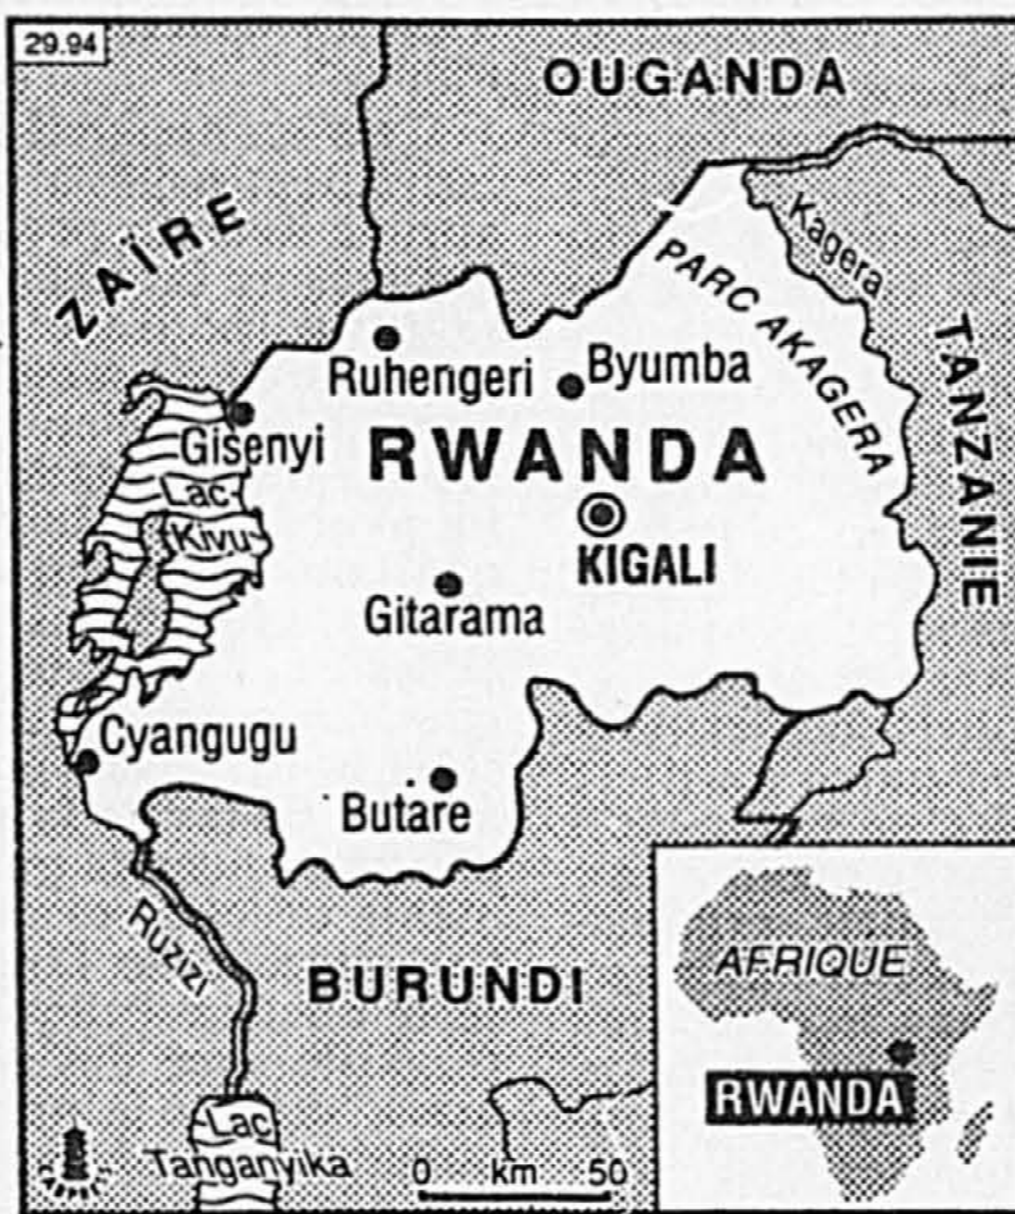 29.94
OUGANDA
ZAÏRE
Kagera
PARC AKAGERA
TANZANIE
Ruhengeri
Byumba
Gisenyi
RWANDA
Lac
Kivu
KIGALI
Gitarama
Cyangugu
Butare
RUZIZI
BURUNDI
AFRIQUE
RWANDA
Lac
Tanganyika
0 km 50